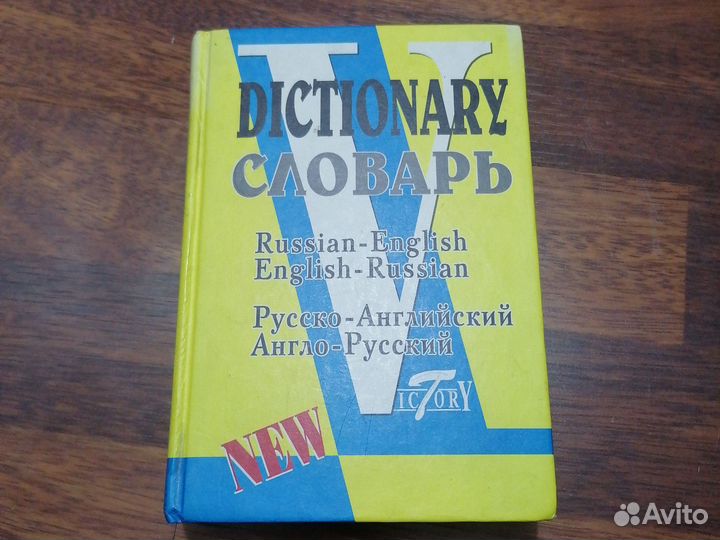 DICTIONARY
СЛОВАРЬ
Russian-English
English-Russian
Русско-Английский
Англо-Русский
VICTORY
NEW
Avito